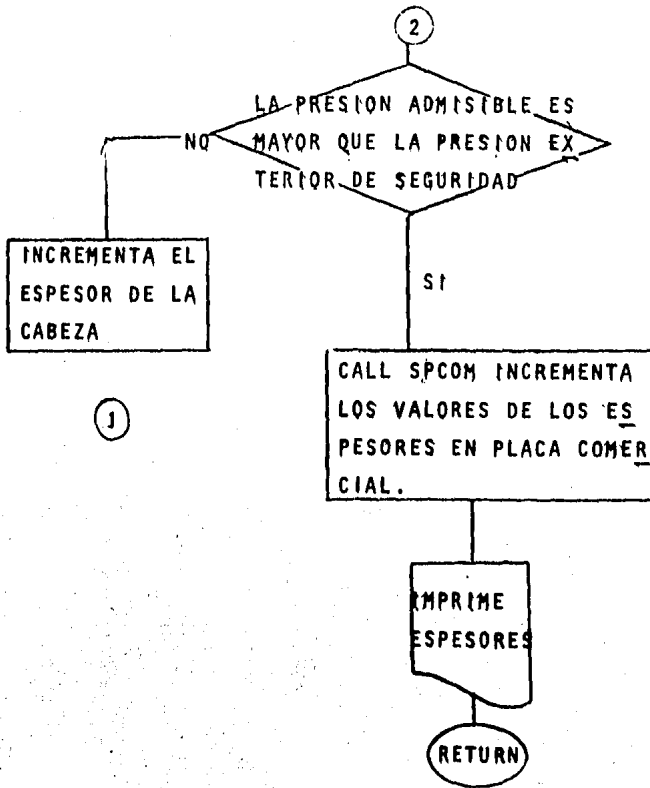 2
LA PRESION ADMISIBLE ES
NO MAYOR QUE LA PRESION EX
TERIOR DE SEGURIDAD
INCREMENTA EL
ESPESOR DE LA
CABEZA
SI
1
CALL SPCOM INCREMENTA
LOS VALORES DE LOS ES
PESORES EN PLACA COMER
CIAL.
IMPRIME
ESPESORES
RETURN